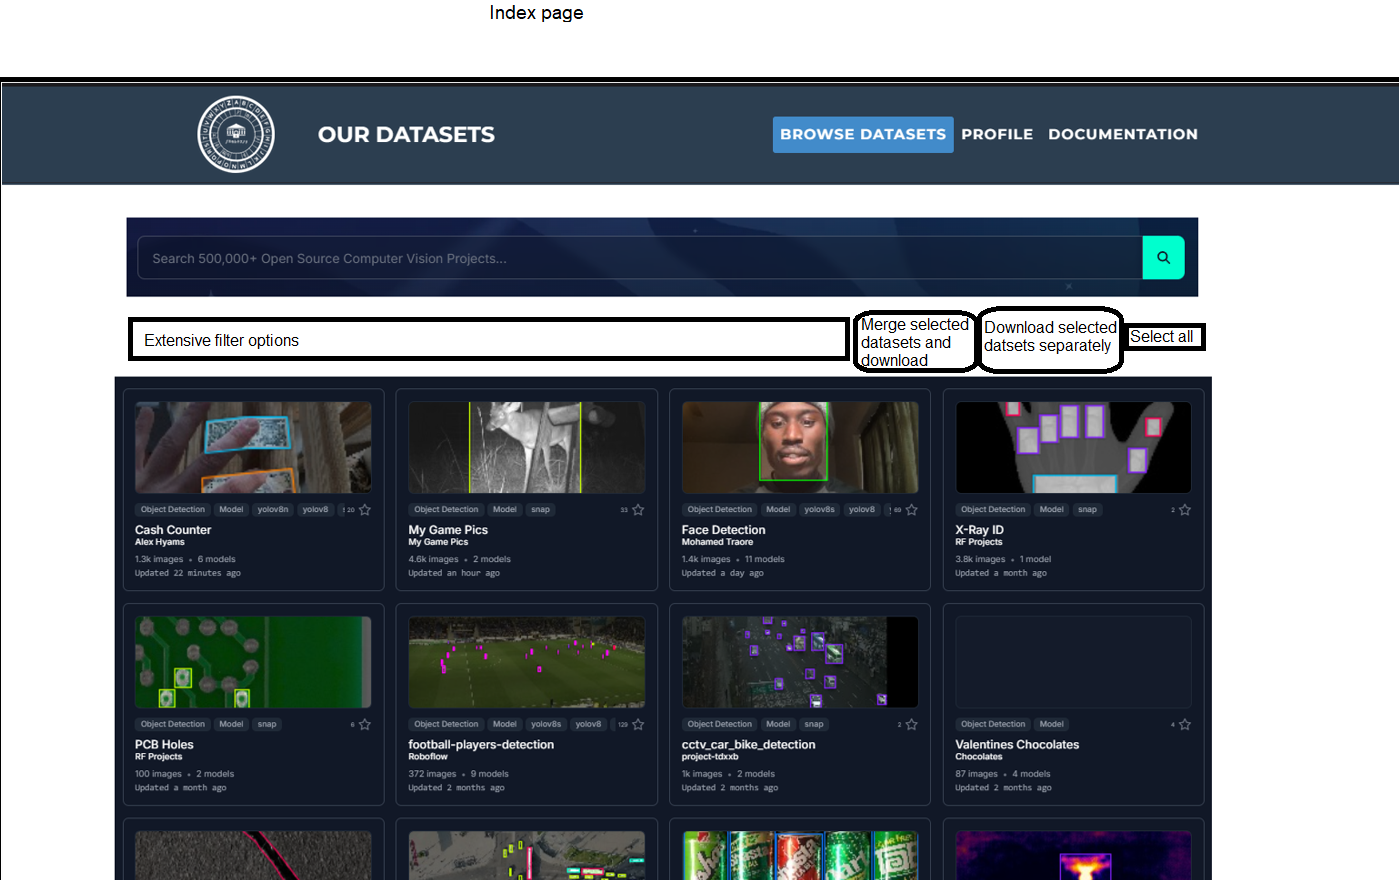 Index page
OUR DATASETS
BROWSE DATASETS PROFILE DOCUMENTATION
Search 500,000+ Open Source Computer Vision Projects...
Extensive filter options
Merge selected
datasets and
download
Download selected
datsets separately
Select all
Object Detection Model yolov8n yolov8 20
Cash Counter
Alex Hyams
1.3k images • 6 models
Updated 22 minutes ago
Object Detection Model snap 33
My Game Pics
My Game Pics
4.6k images • 2 models
Updated an hour ago
Object Detection Model yolov8s yolov8 69
Face Detection
Mohamed Traore
1.4k images • 11 models
Updated a day ago
Object Detection Model snap 2
X-Ray ID
RF Projects
3.8k images • 1 model
Updated a month ago
Object Detection Model snap 6
PCB Holes
RF Projects
100 images • 2 models
Updated a month ago
Object Detection Model yolov8s yolov8 129
football-players-detection
Roboflow
372 images • 9 models
Updated 2 months ago
Object Detection Model snap 2
cctv_car_bike_detection
project-tdxxb
1k images • 2 models
Updated 2 months ago
Object Detection Model 4
Valentines Chocolates
Chocolates
87 images • 4 models
Updated 2 months ago